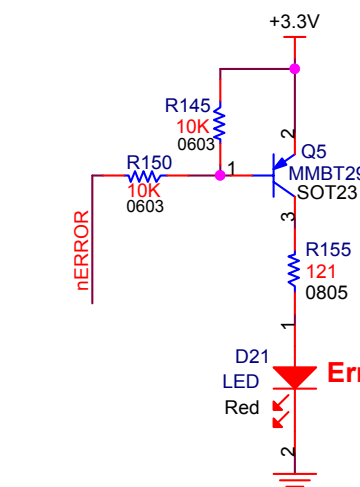 +3.3V
R145
10K
0603
2
Q5
R150
1
MMBT29
SOT23
10K
0603
3
nERROR
R155
121
0805
1
D21
LED
Err
Red
2